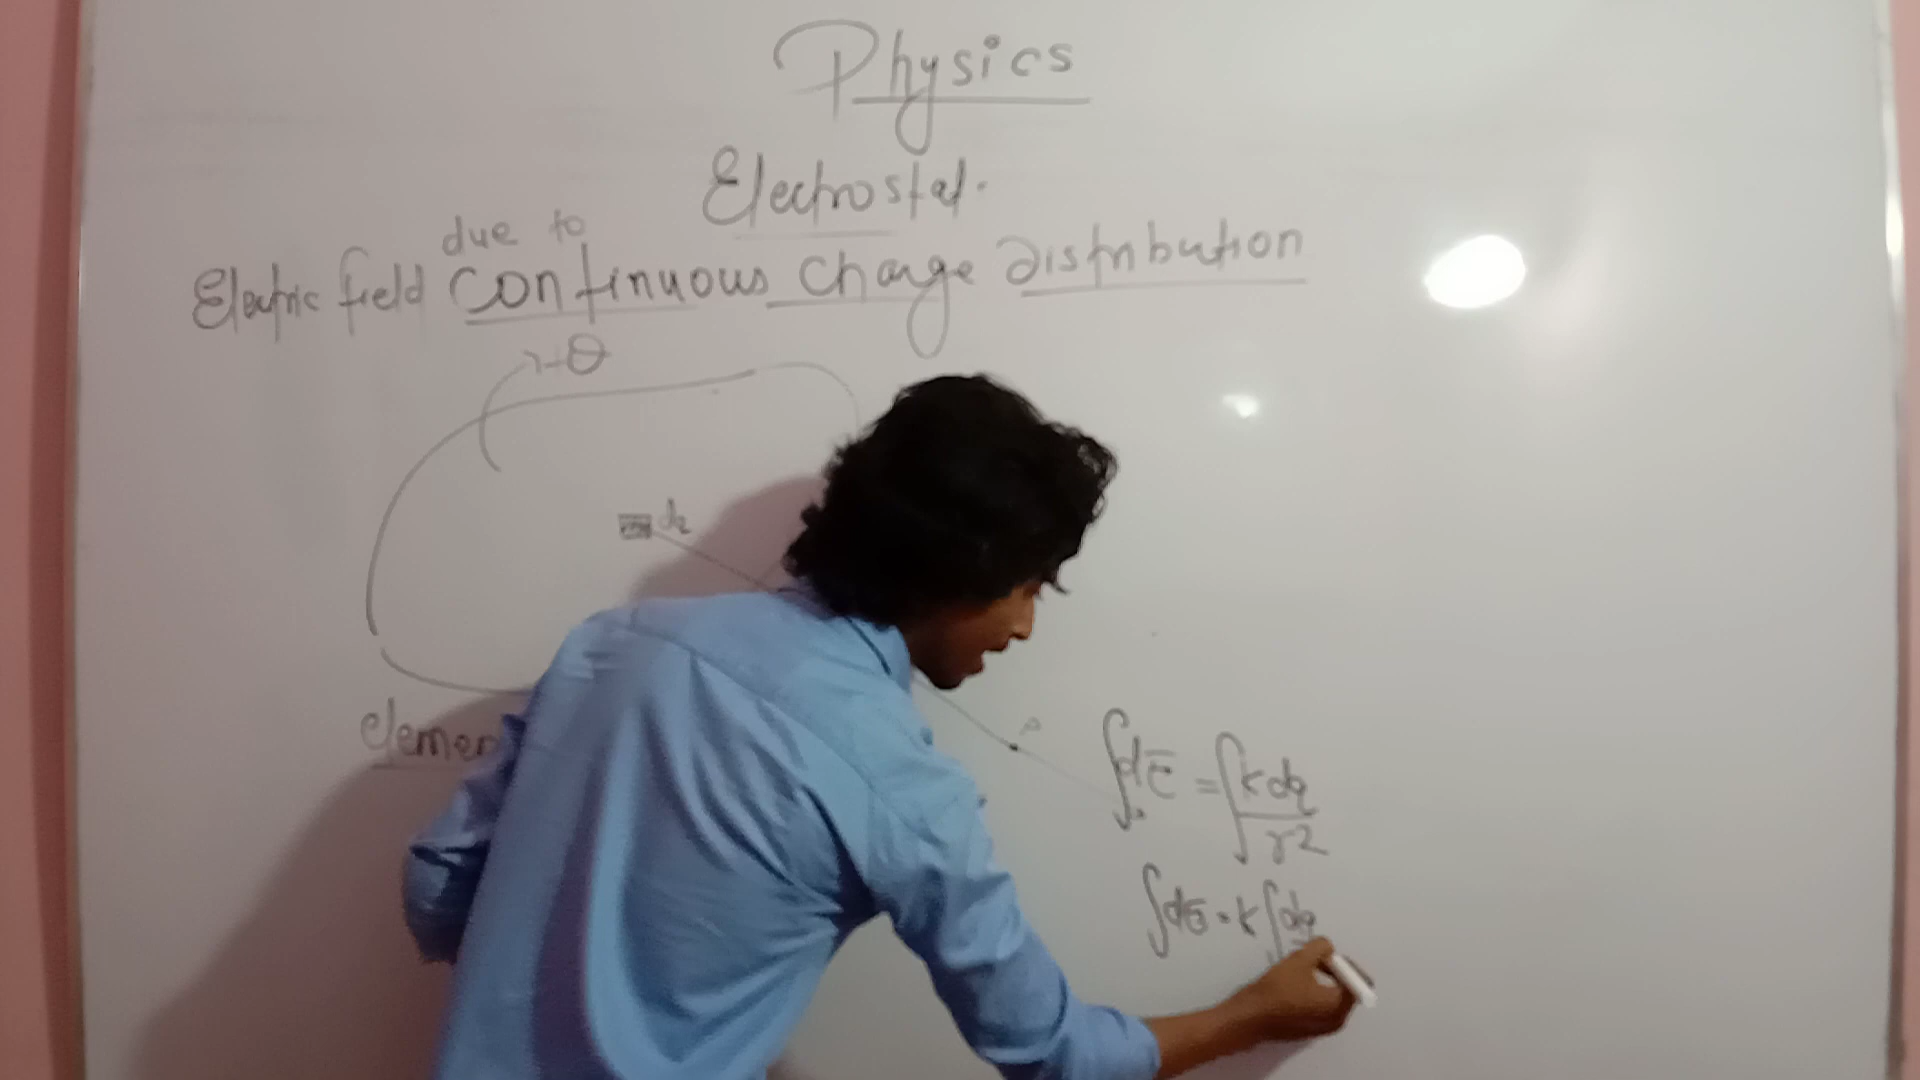 Physics
Electrostat.
Electric field due to continuous charge distribution
dq
elemen
P
∫dE = ∫kdq/r2
∫dE = k∫dq